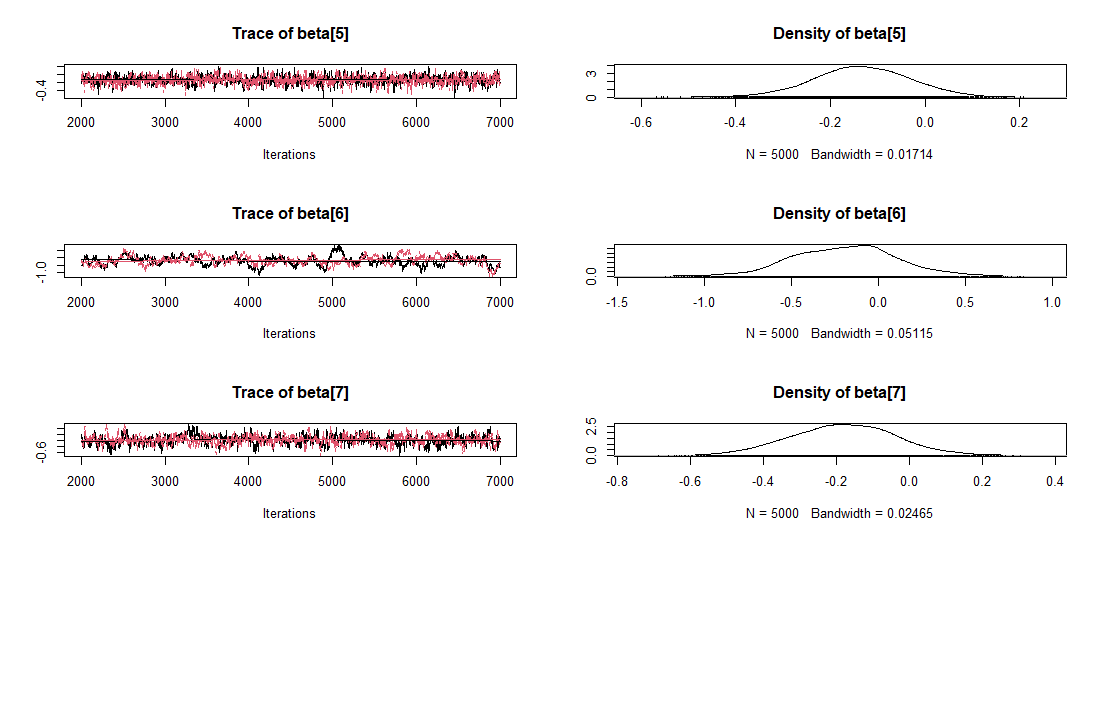 Trace of beta[5]
-0.4
2000 3000 4000 5000 6000 7000
Iterations
Density of beta[5]
3
0
-0.6 -0.4 -0.2 0.0 0.2
N = 5000 Bandwidth = 0.01714
Trace of beta[6]
-1.0
2000 3000 4000 5000 6000 7000
Iterations
Density of beta[6]
0.0
-1.5 -1.0 -0.5 0.0 0.5 1.0
N = 5000 Bandwidth = 0.05115
Trace of beta[7]
-0.6
2000 3000 4000 5000 6000 7000
Iterations
Density of beta[7]
2.5
0.0
-0.8 -0.6 -0.4 -0.2 0.0 0.2 0.4
N = 5000 Bandwidth = 0.02465